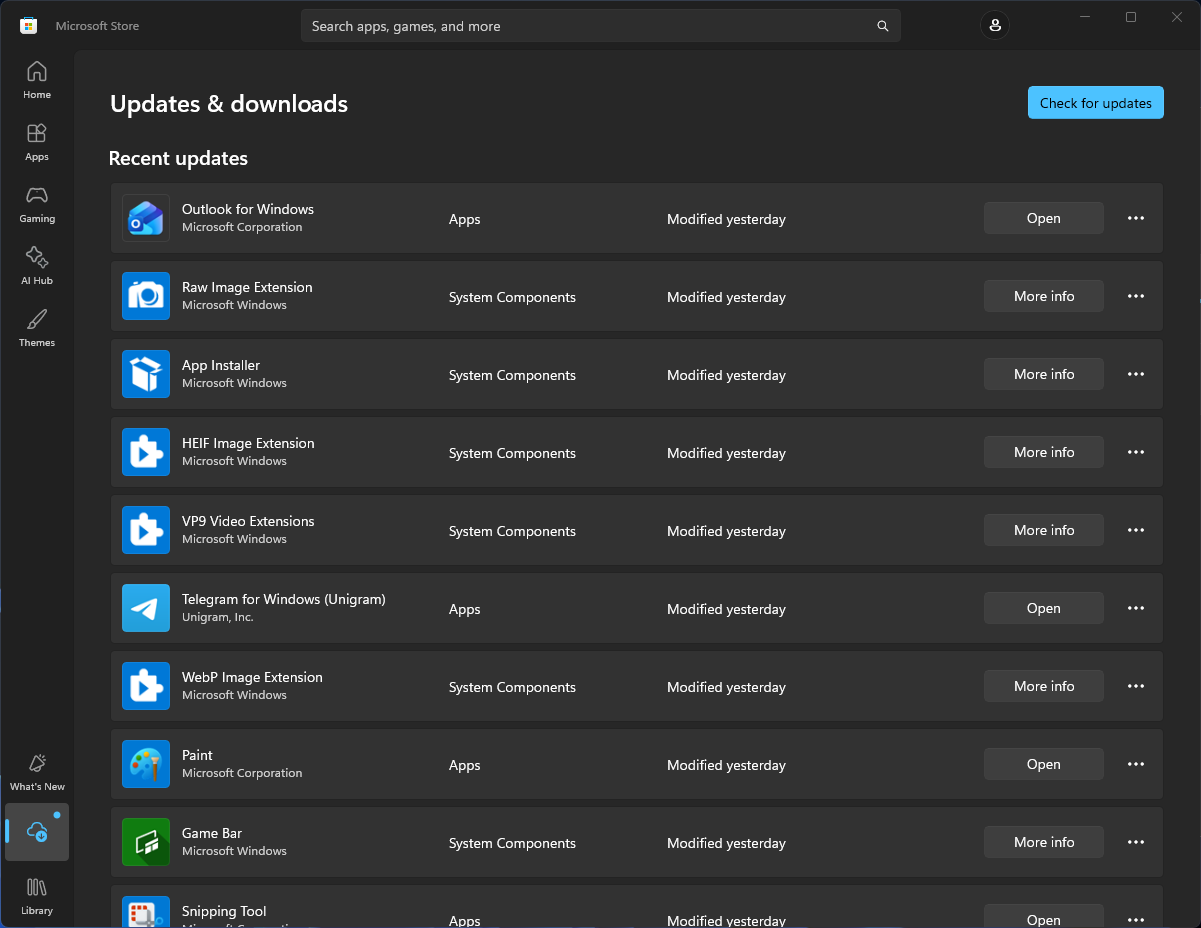 Microsoft Store
Search apps, games, and more
Home
Apps
Gaming
AI Hub
Themes
What's New
Library
Updates & downloads
Check for updates
Recent updates
Outlook for Windows
Microsoft Corporation
Apps
Modified yesterday
Open
Raw Image Extension
Microsoft Windows
System Components
Modified yesterday
More info
App Installer
Microsoft Windows
System Components
Modified yesterday
More info
HEIF Image Extension
Microsoft Windows
System Components
Modified yesterday
More info
VP9 Video Extensions
Microsoft Windows
System Components
Modified yesterday
More info
Telegram for Windows (Unigram)
Unigram, Inc.
Apps
Modified yesterday
Open
WebP Image Extension
Microsoft Windows
System Components
Modified yesterday
More info
Paint
Microsoft Corporation
Apps
Modified yesterday
Open
Game Bar
Microsoft Windows
System Components
Modified yesterday
More info
Snipping Tool
Microsoft Corporation
Apps
Modified yesterday
Open